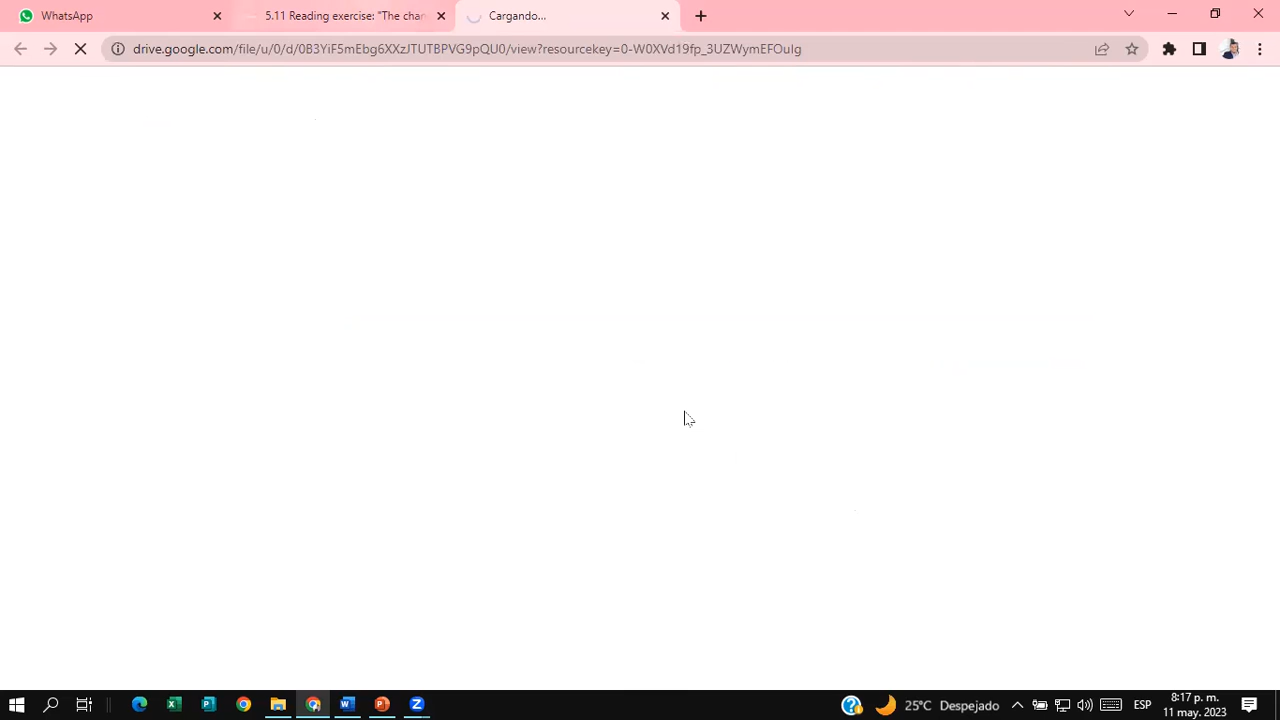 WhatsApp
5.11 Reading exercise: "The cha
Cargando...
drive.google.com/file/u/0/d/0B3YiF5mEbg6XXzJTUTBPVG9pQU0/view?resourcekey=0-W0XVd19fp_3UZWymEFOuIg
25°C Despejado
ESP
8:17 p. m.
11 may. 2023